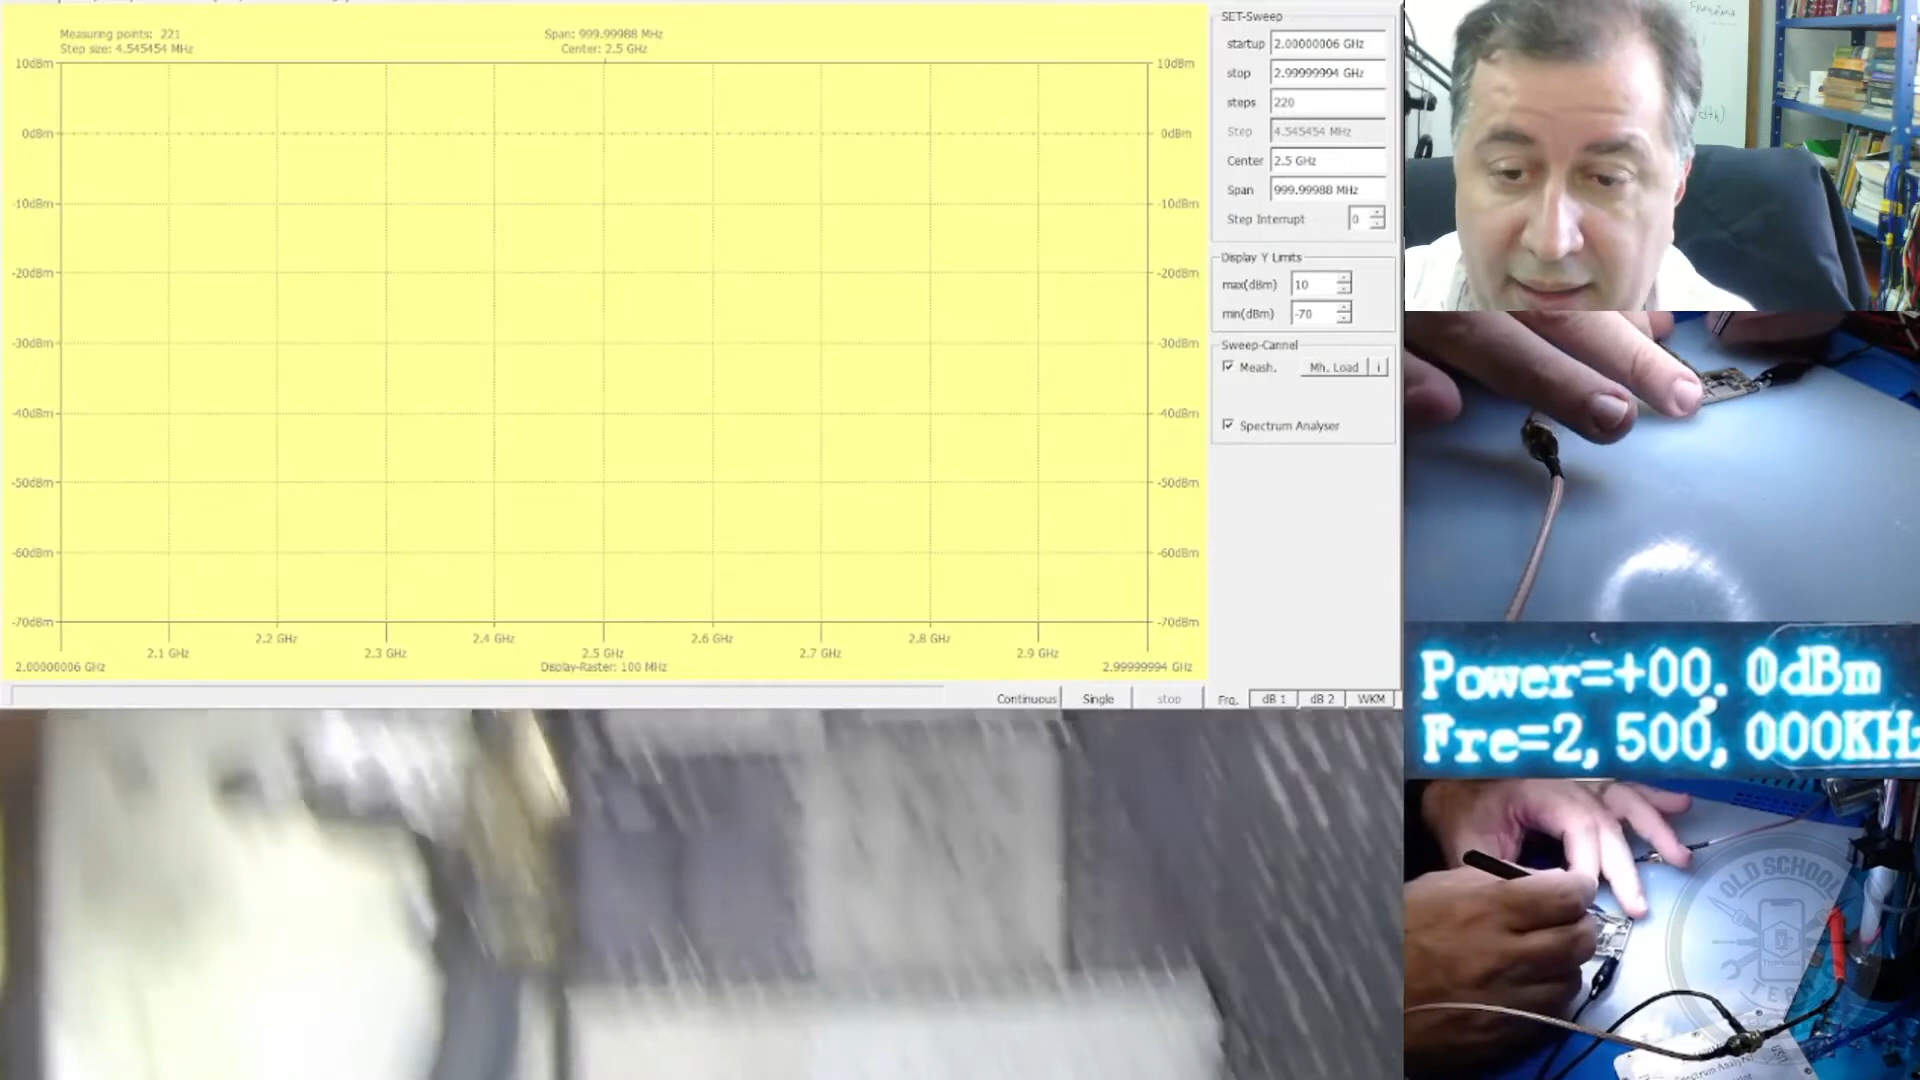 Measuring points: 221
Step size: 4.545454 MHz
Span: 999.99988 MHz
Center: 2.5 GHz
10dBm
0dBm
-10dBm
-20dBm
-30dBm
-40dBm
-50dBm
-60dBm
-70dBm
10dBm
0dBm
-10dBm
-20dBm
-30dBm
-40dBm
-50dBm
-60dBm
-70dBm
2.2 GHz
2.4 GHz
2.6 GHz
2.8 GHz
2.1 GHz
2.3 GHz
2.5 GHz
2.7 GHz
2.9 GHz
2.00000006 GHz
Display-Raster: 100 MHz
2.99999994 GHz
Continuous Single stop
SET-Sweep
startup 2.00000006 GHz
stop 2.99999994 GHz
steps 220
Step 4.545454 MHz
Center 2.5 GHz
Span 999.99988 MHz
Step Interrupt 0
Display Y Limits
max(dBm) 10
min(dBm) -70
Sweep-Cannel
Meash. Mh. Load i
Spectrum Analyser
Frq. dB 1 dB 2 WKM
Power=+00.0dBm
Fre=2,500,000KHz
OLD SCHOOL
TECH
Spectrum Analyser